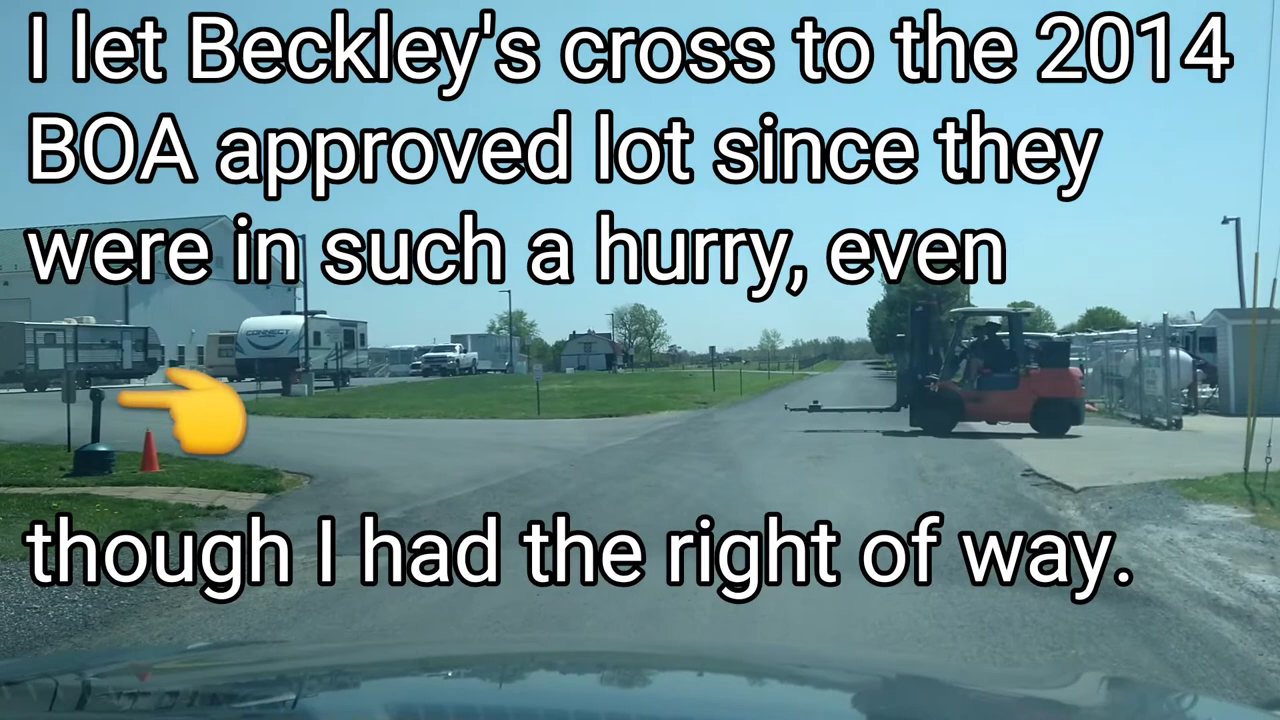 I let Beckley's cross to the 2014
BOA approved lot since they
were in such a hurry, even
CONNECT
though I had the right of way.